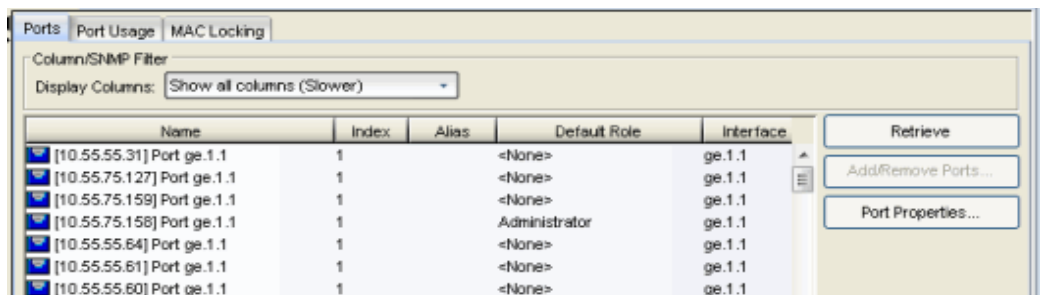 Ports Port Usage MAC Locking
Column/SNMP Filter
Display Columns: Show all columns (Slower)
Name Index Alias Default Role Interface Retrieve
[10.55.55.31] Port ge.1.1 1 <None> ge.1.1
[10.55.75.127] Port ge.1.1 1 <None> ge.1.1 Add/Remove Ports...
[10.55.75.159] Port ge.1.1 1 <None> ge.1.1
[10.55.75.158] Port ge.1.1 1 Administrator ge.1.1 Port Properties...
[10.55.55.64] Port ge.1.1 1 <None> ge.1.1
[10.55.55.61] Port ge.1.1 1 <None> ge.1.1
[10.55.55.60] Port ge.1.1 1 <None> ge.1.1